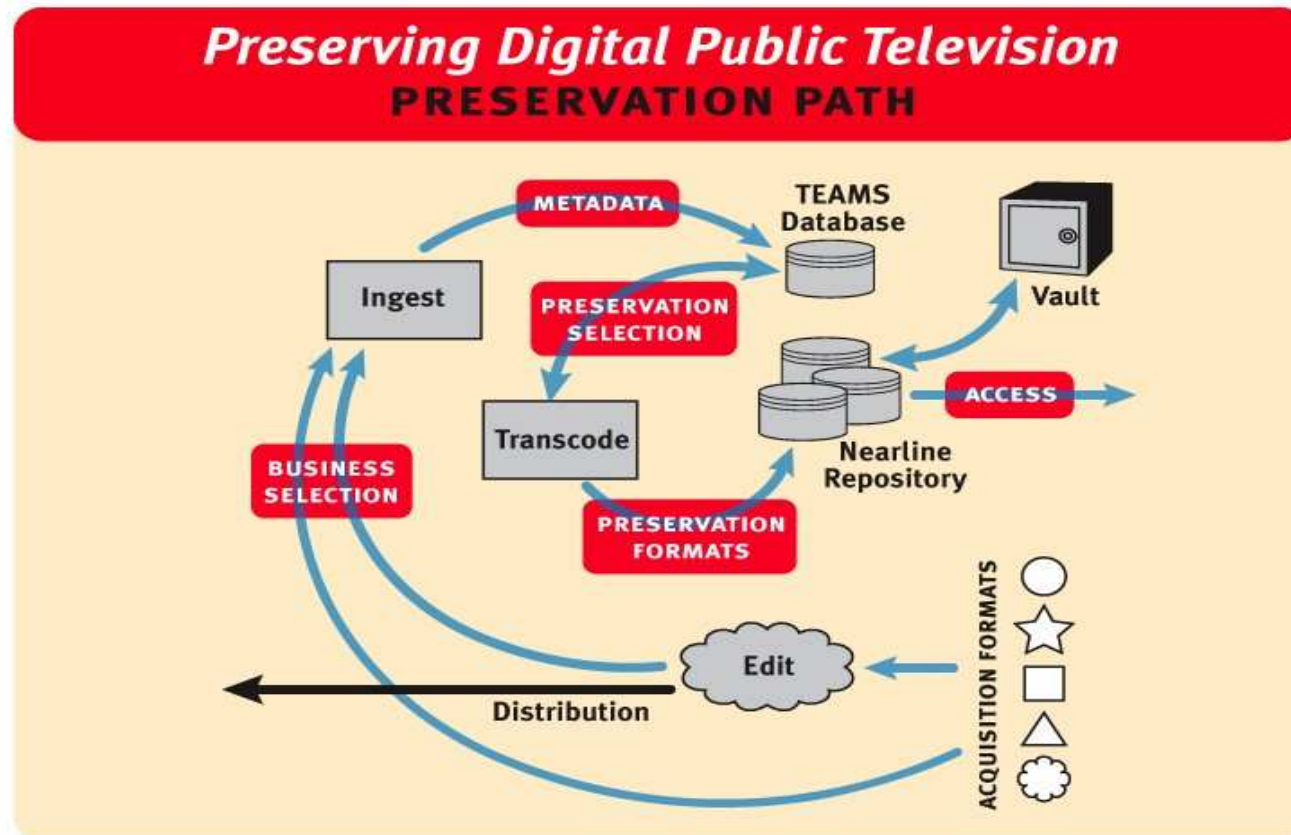 Preserving Digital Public Television
PRESERVATION PATH
METADATA
TEAMS
Database
Ingest
PRESERVATION
SELECTION
Vault
Transcode
ACCESS
Nearline
Repository
BUSINESS
SELECTION
PRESERVATION
FORMATS
ACQUISITION FORMATS
Edit
Distribution